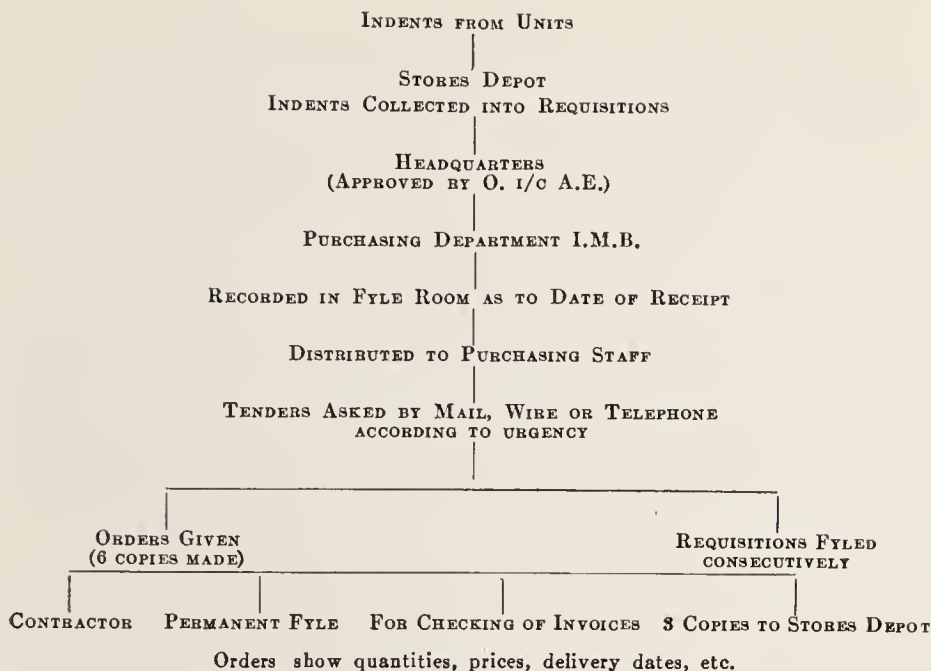 INDENTS FROM UNITS
STORES DEPOT
INDENTS COLLECTED INTO REQUISITIONS
HEADQUARTERS
(APPROVED BY O. I/C A.E.)
PURCHASING DEPARTMENT I.M.B.
RECORDED IN FYLE ROOM AS TO DATE OF RECEIPT
DISTRIBUTED TO PURCHASING STAFF
TENDERS ASKED BY MAIL, WIRE OR TELEPHONE
ACCORDING TO URGENCY
ORDERS GIVEN
(6 COPIES MADE)
REQUISITIONS FYLED
CONSECUTIVELY
CONTRACTOR PERMANENT FYLE FOR CHECKING OF INVOICES 3 COPIES TO STORES DEPOT
Orders show quantities, prices, delivery dates, etc.